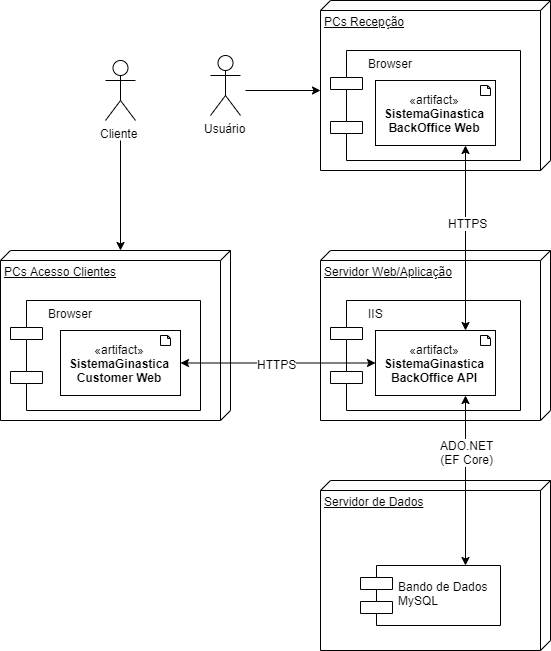 PCs Recepção
Browser
«artifact»
SistemaGinastica
BackOffice Web
Cliente
Usuário
HTTPS
PCs Acesso Clientes
Browser
«artifact»
SistemaGinastica
Customer Web
HTTPS
Servidor Web/Aplicação
IIS
«artifact»
SistemaGinastica
BackOffice API
ADO.NET
(EF Core)
Servidor de Dados
Bando de Dados
MySQL